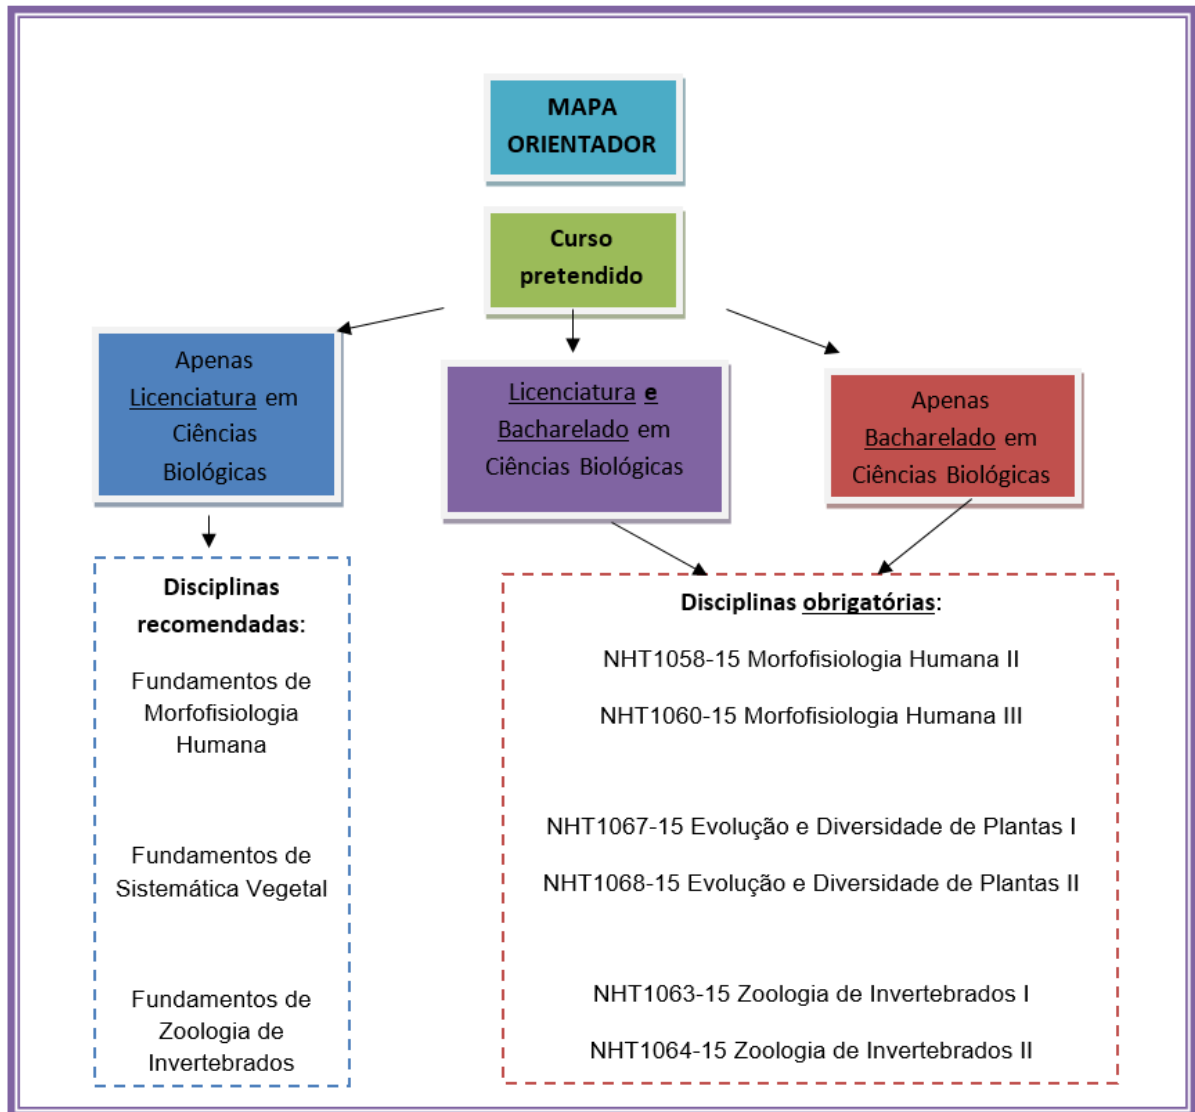 MAPA
ORIENTADOR
Curso
pretendido
Apenas
Licenciatura em
Ciências
Biológicas
Licenciatura e
Bacharelado em
Ciências Biológicas
Apenas
Bacharelado em
Ciências Biológicas
Disciplinas
recomendadas:
Fundamentos de
Morfofisiologia
Humana
Fundamentos de
Sistemática Vegetal
Fundamentos de
Zoologia de
Invertebrados
Disciplinas obrigatórias:
NHT1058-15 Morfofisiologia Humana II
NHT1060-15 Morfofisiologia Humana III
NHT1067-15 Evolução e Diversidade de Plantas I
NHT1068-15 Evolução e Diversidade de Plantas II
NHT1063-15 Zoologia de Invertebrados I
NHT1064-15 Zoologia de Invertebrados II